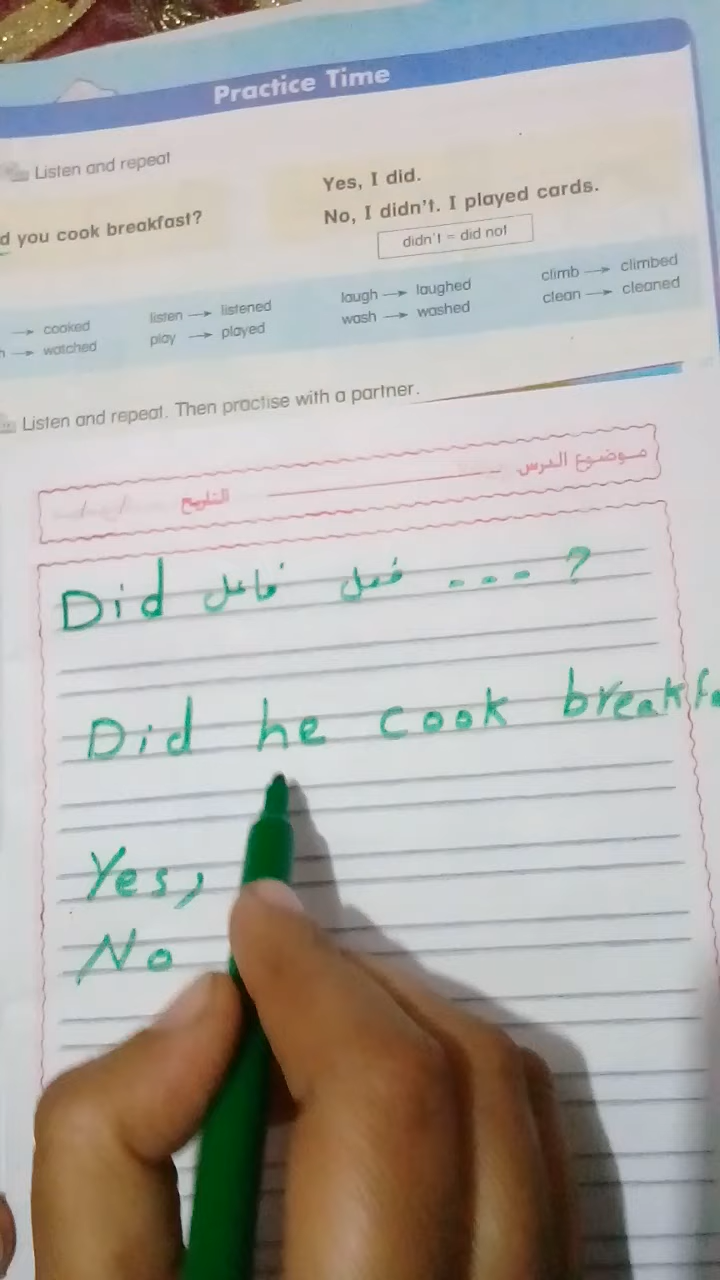 Practice Time
Listen and repeat
d you cook breakfast?
Yes, I did.
No, I didn't. I played cards.
didn't = did not
→ cooked
listen → listened
laugh → laughed
climb → climbed
h → watched
play → played
wash → washed
clean → cleaned
Listen and repeat. Then practise with a partner.
موضوع الدرس التاريخ
Did فاعل فعل - - - ?
Did he cook breakfa
Yes,
No